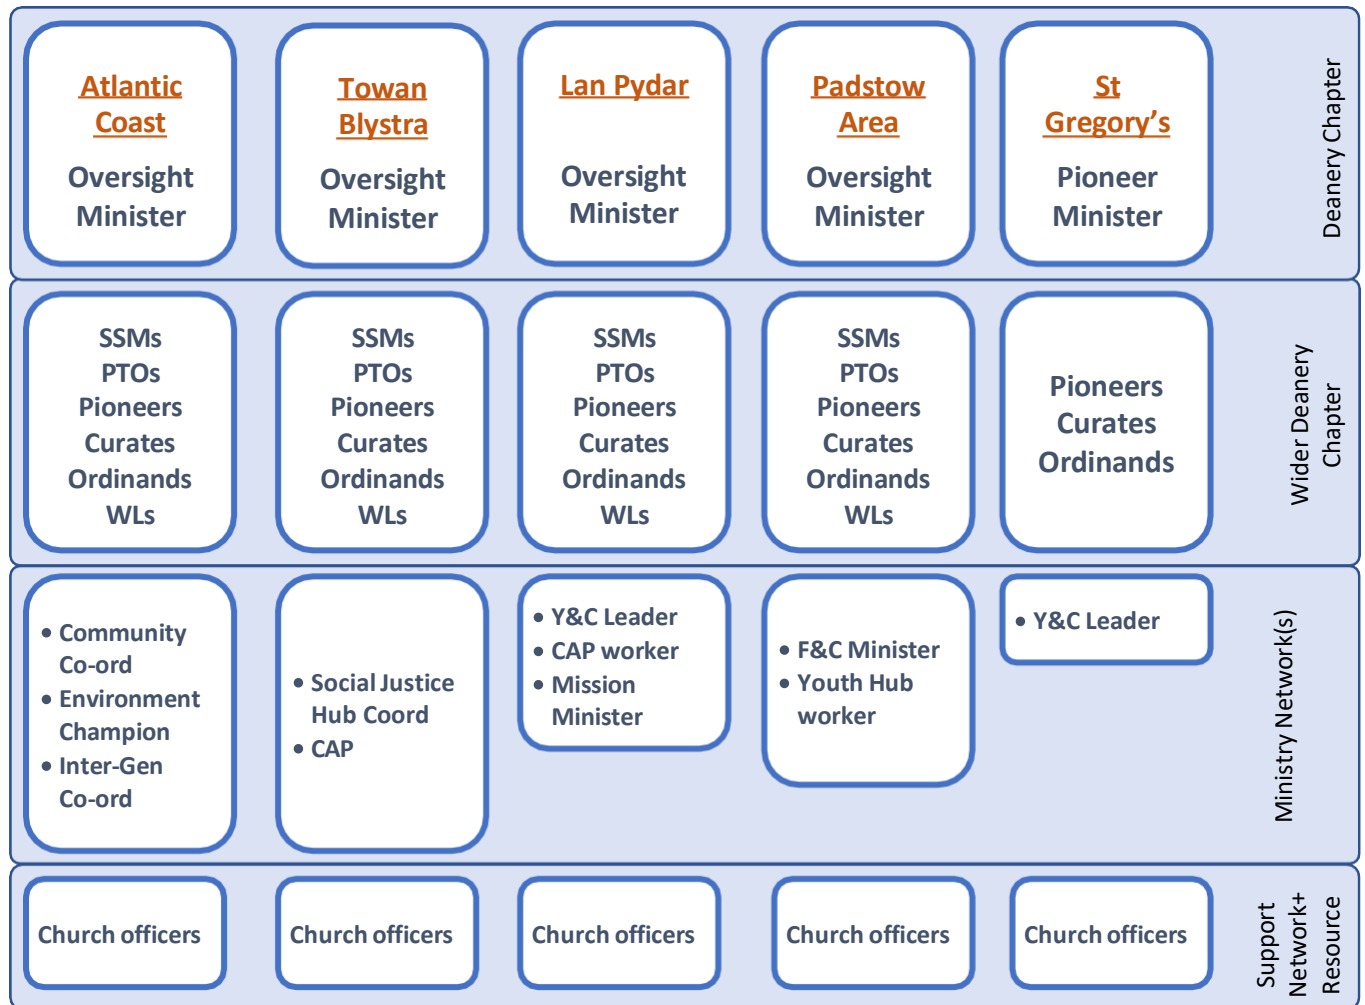 Atlantic
Coast
Oversight
Minister
Towan
Blystra
Oversight
Minister
Lan Pydar
Oversight
Minister
Padstow
Area
Oversight
Minister
St
Gregory's
Pioneer
Minister
Deanery Chapter
SSMs
PTOs
Pioneers
Curates
Ordinands
WLs
SSMs
PTOs
Pioneers
Curates
Ordinands
WLs
SSMs
PTOs
Pioneers
Curates
Ordinands
WLs
SSMs
PTOs
Pioneers
Curates
Ordinands
WLs
Pioneers
Curates
Ordinands
Wider Deanery
Chapter
• Community
Co-ord
• Environment
Champion
• Inter-Gen
Co-ord
• Social Justice
Hub Coord
• CAP
• Y&C Leader
• CAP worker
• Mission
Minister
• F&C Minister
• Youth Hub
worker
• Y&C Leader
Ministry Network(s)
Church officers
Church officers
Church officers
Church officers
Church officers
Support
Network+
Resource